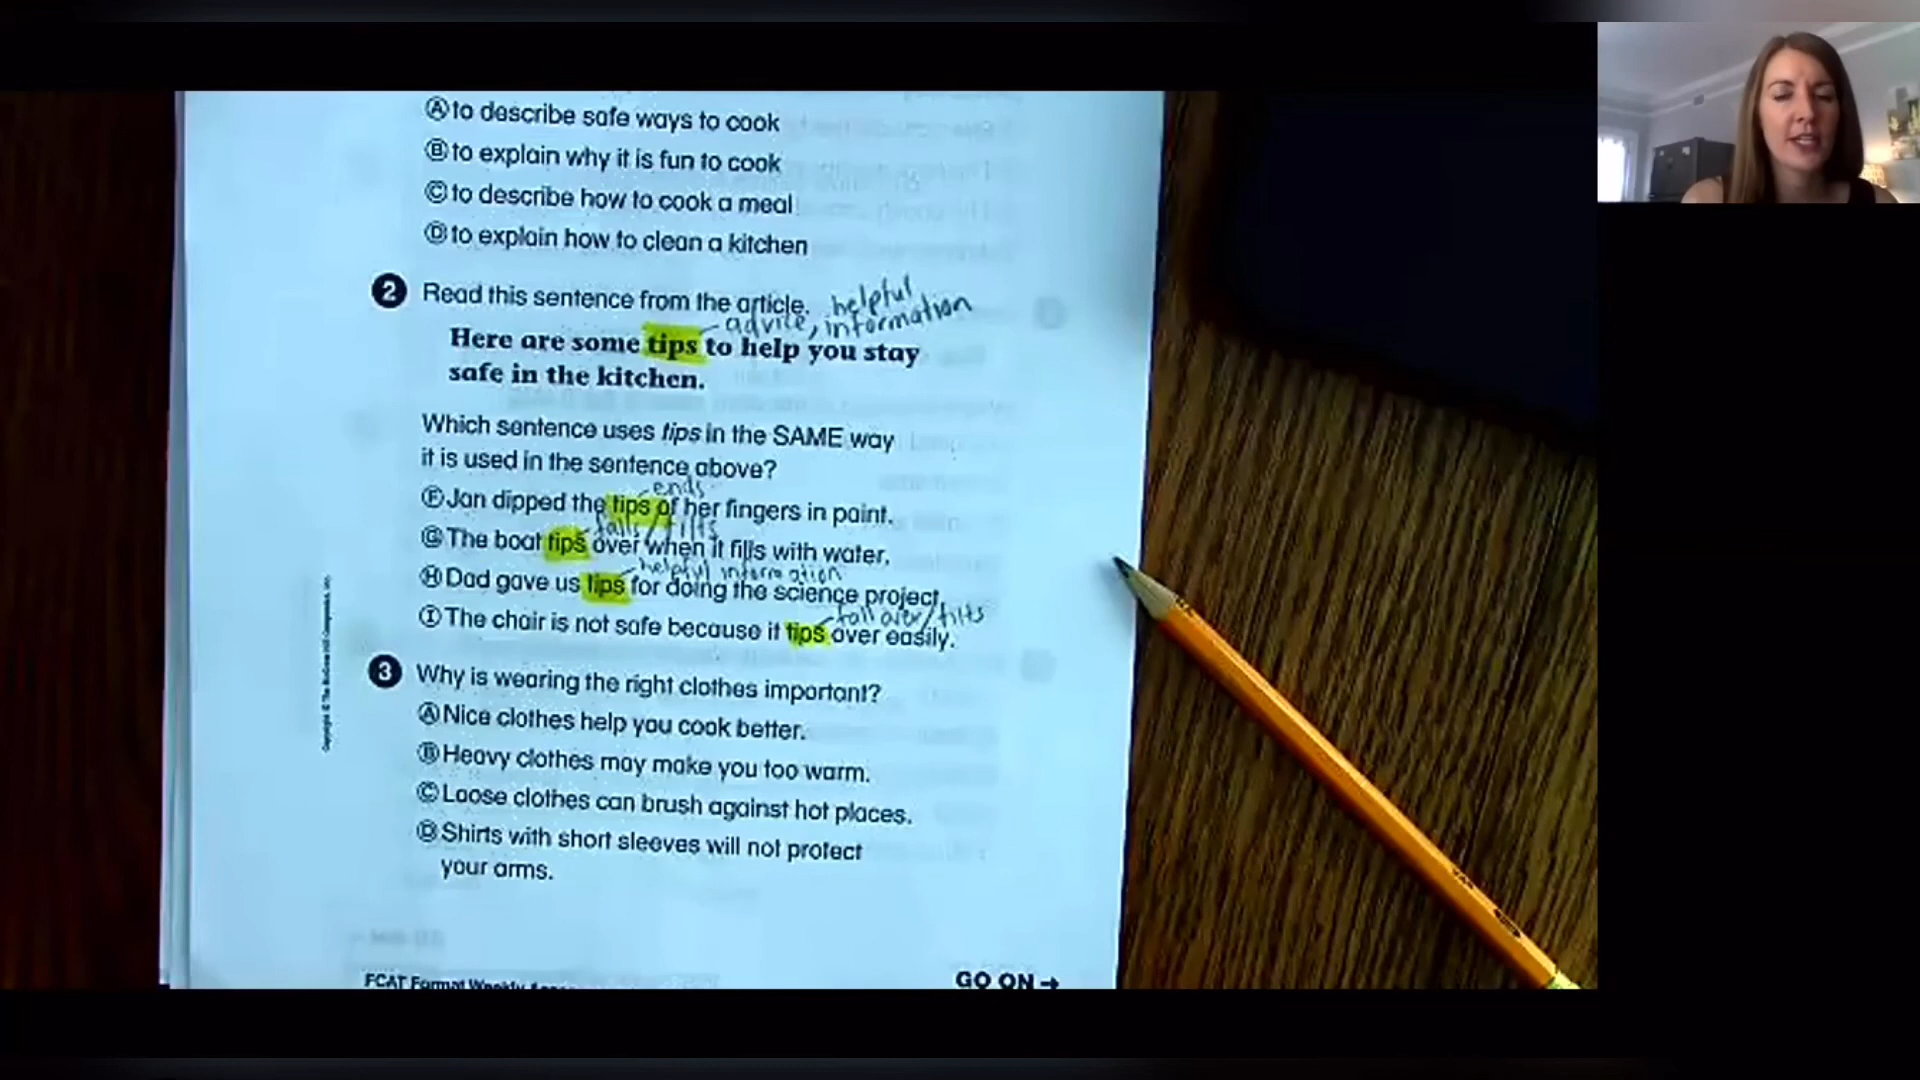 Ⓐ to describe safe ways to cook
Ⓑ to explain why it is fun to cook
Ⓒ to describe how to cook a meal
Ⓓ to explain how to clean a kitchen
2 Read this sentence from the article.
helpful
advice, information
Here are some tips to help you stay
safe in the kitchen.
Which sentence uses tips in the SAME way
it is used in the sentence above?
ends
Ⓕ Jan dipped the tips of her fingers in paint.
falls/tilts
Ⓖ The boat tips over when it fills with water.
helpful information
Ⓗ Dad gave us tips for doing the science project.
fall over/tilts
Ⓘ The chair is not safe because it tips over easily.
3 Why is wearing the right clothes important?
Ⓐ Nice clothes help you cook better.
Ⓑ Heavy clothes may make you too warm.
Ⓒ Loose clothes can brush against hot places.
Ⓓ Shirts with short sleeves will not protect
your arms.
FCAT Format Weekly
GO ON →